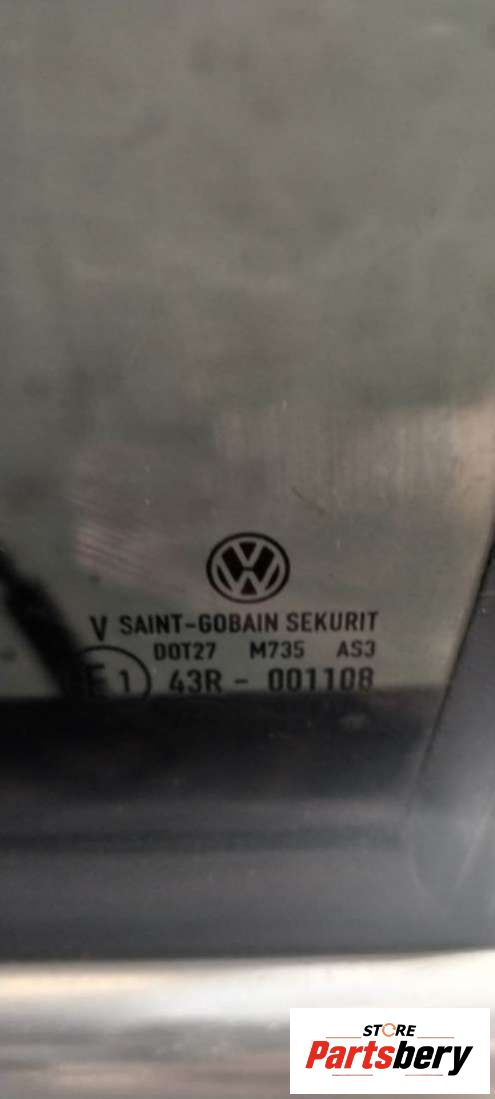 V SAINT-GOBAIN SEKURIT
DOT27 M735 AS3
E1 43R - 001108
STORE
Partsbery